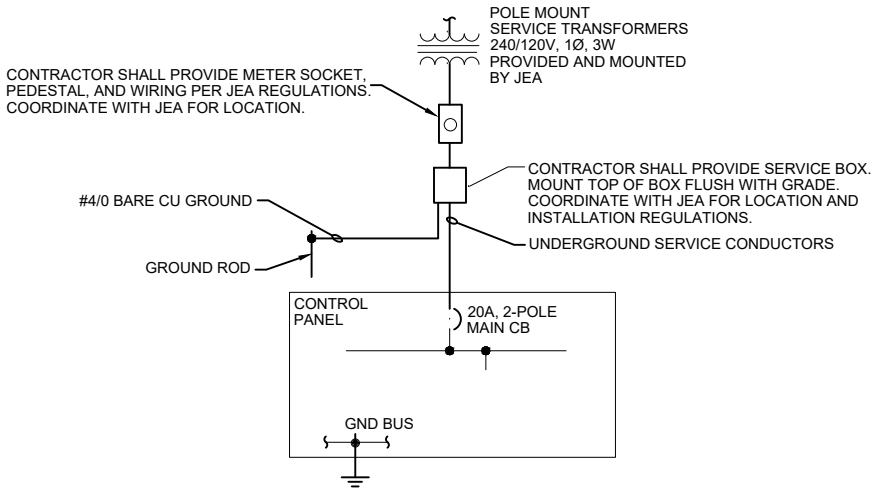 POLE MOUNT
SERVICE TRANSFORMERS
240/120V, 1Ø, 3W
PROVIDED AND MOUNTED
BY JEA
CONTRACTOR SHALL PROVIDE METER SOCKET,
PEDESTAL, AND WIRING PER JEA REGULATIONS.
COORDINATE WITH JEA FOR LOCATION.
CONTRACTOR SHALL PROVIDE SERVICE BOX.
MOUNT TOP OF BOX FLUSH WITH GRADE.
COORDINATE WITH JEA FOR LOCATION AND
INSTALLATION REGULATIONS.
#4/0 BARE CU GROUND
UNDERGROUND SERVICE CONDUCTORS
GROUND ROD
CONTROL
PANEL
20A, 2-POLE
MAIN CB
GND BUS